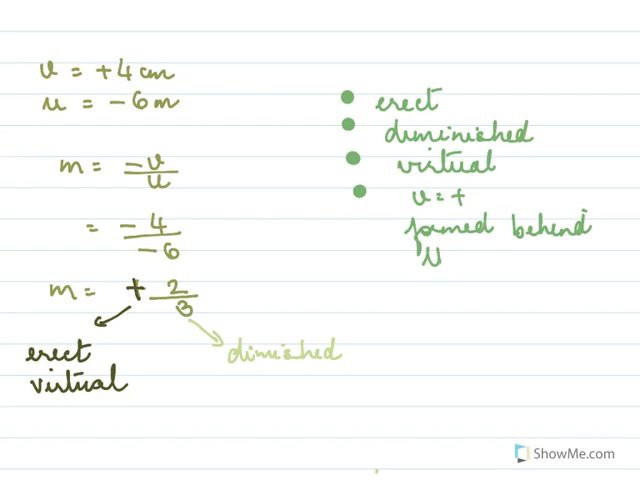 v = +4 cm
u = -6 m
m = -v/u
= -4/-6
m = + 2/3
erect
virtual
diminished
• erect
• diminished
• virtual
• v = +
formed behind
M
ShowMe.com